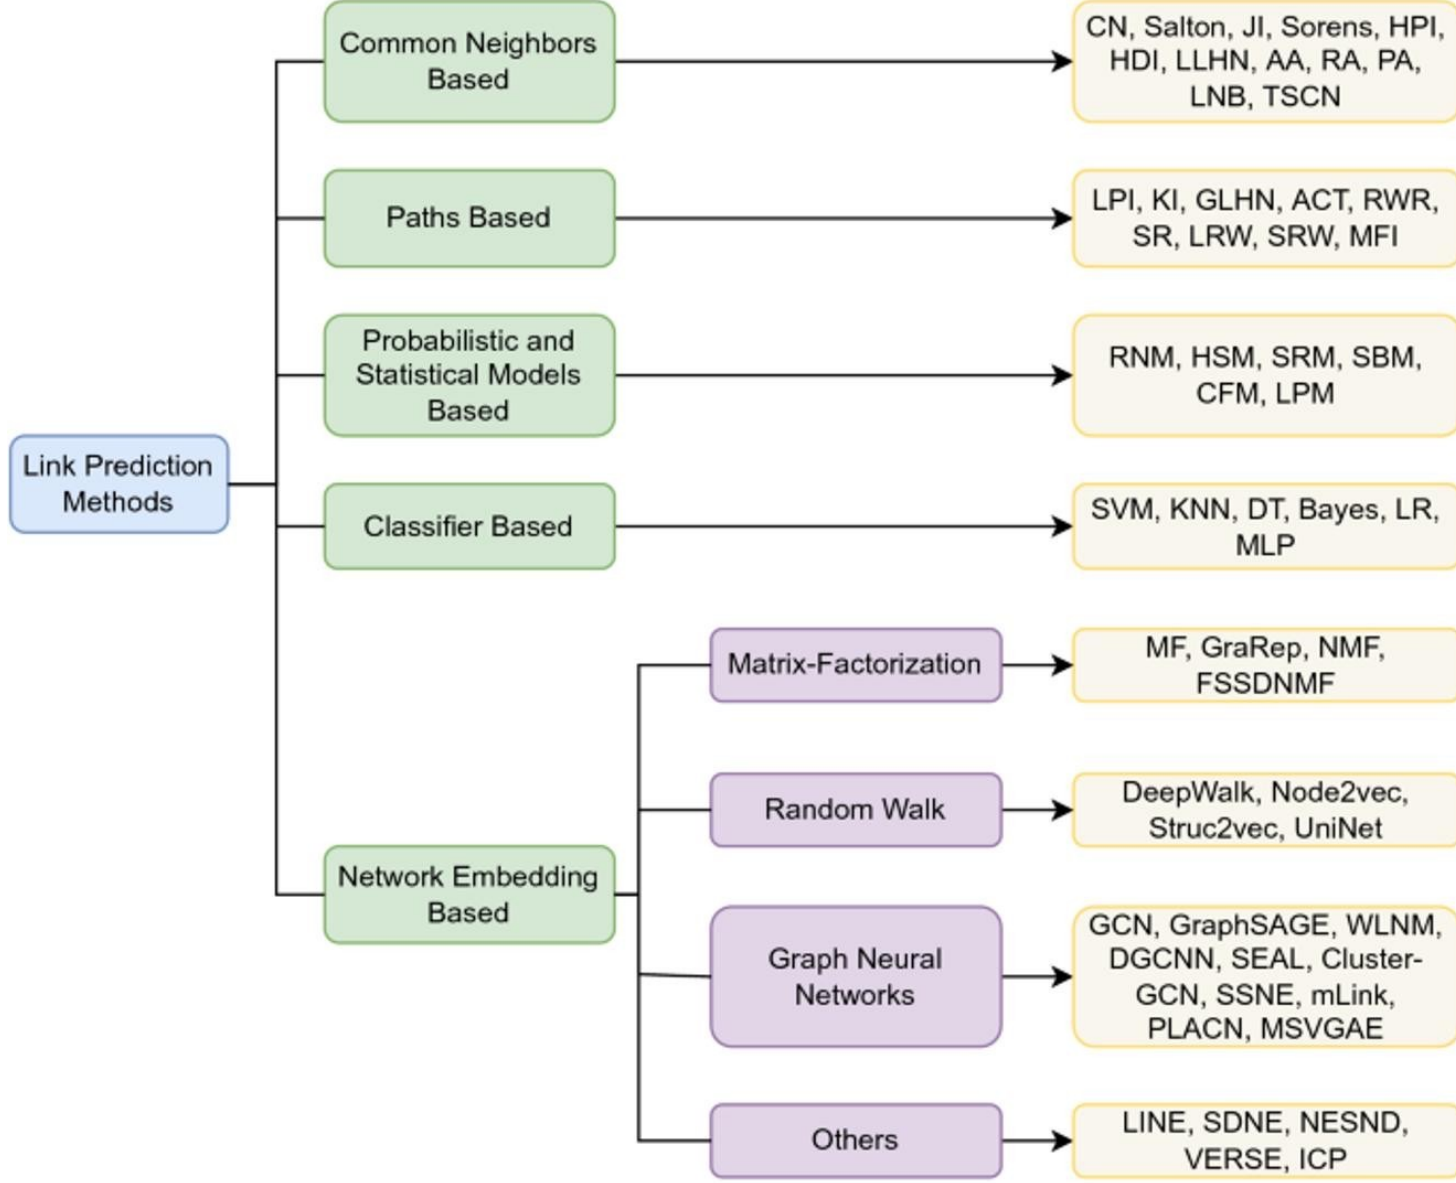 Common Neighbors
Based
CN, Salton, JI, Sorens, HPI,
HDI, LLHN, AA, RA, PA,
LNB, TSCN
Paths Based
LPI, KI, GLHN, ACT, RWR,
SR, LRW, SRW, MFI
Probabilistic and
Statistical Models
Based
RNM, HSM, SRM, SBM,
CFM, LPM
Link Prediction
Methods
Classifier Based
SVM, KNN, DT, Bayes, LR,
MLP
Network Embedding
Based
Matrix-Factorization
MF, GraRep, NMF,
FSSDNMF
Random Walk
DeepWalk, Node2vec,
Struc2vec, UniNet
Graph Neural
Networks
GCN, GraphSAGE, WLNM,
DGCNN, SEAL, Cluster-
GCN, SSNE, mLink,
PLACN, MSVGAE
Others
LINE, SDNE, NESND,
VERSE, ICP